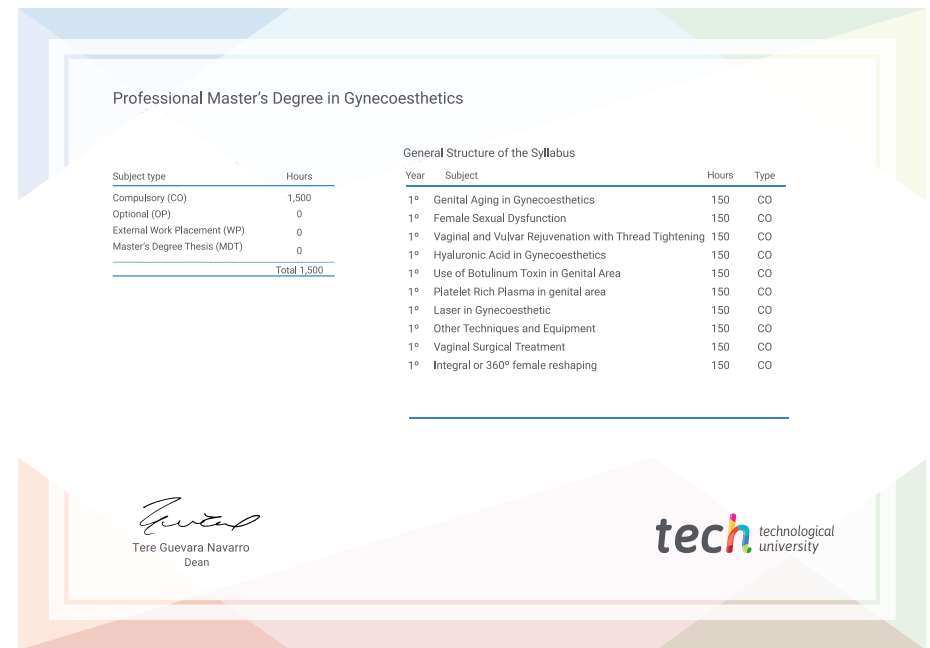 Professional Master's Degree in Gynecoesthetics
Subject type Hours
Compulsory (CO) 1,500
Optional (OP) 0
External Work Placement (WP) 0
Master's Degree Thesis (MDT) 0
Total 1,500
General Structure of the Syllabus
Year Subject Hours Type
1º Genital Aging in Gynecoesthetics 150 CO
1º Female Sexual Dysfunction 150 CO
1º Vaginal and Vulvar Rejuvenation with Thread Tightening 150 CO
1º Hyaluronic Acid in Gynecoesthetics 150 CO
1º Use of Botulinum Toxin in Genital Area 150 CO
1º Platelet Rich Plasma in genital area 150 CO
1º Laser in Gynecoesthetic 150 CO
1º Other Techniques and Equipment 150 CO
1º Vaginal Surgical Treatment 150 CO
1º Integral or 360º female reshaping 150 CO
Tere Guevara Navarro
Dean
tech technological
university